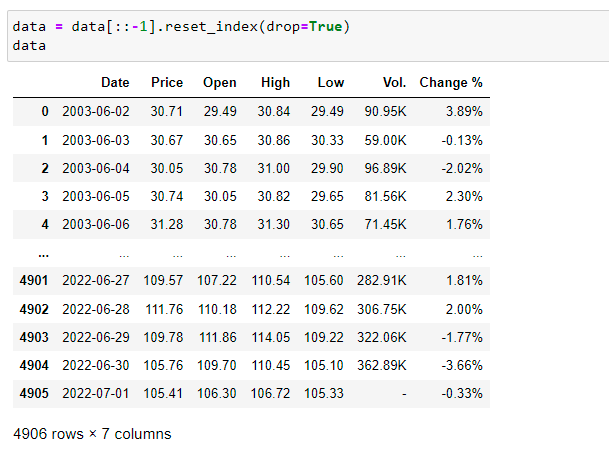 data = data[::-1].reset_index(drop=True)
data
Date Price Open High Low Vol. Change %
0 2003-06-02 30.71 29.49 30.84 29.49 90.95K 3.89%
1 2003-06-03 30.67 30.65 30.86 30.33 59.00K -0.13%
2 2003-06-04 30.05 30.78 31.00 29.90 96.89K -2.02%
3 2003-06-05 30.74 30.05 30.82 29.65 81.56K 2.30%
4 2003-06-06 31.28 30.78 31.30 30.65 71.45K 1.76%
... ... ... ... ... ... ... ...
4901 2022-06-27 109.57 107.22 110.54 105.60 282.91K 1.81%
4902 2022-06-28 111.76 110.18 112.22 109.62 306.75K 2.00%
4903 2022-06-29 109.78 111.86 114.05 109.22 322.06K -1.77%
4904 2022-06-30 105.76 109.70 110.45 105.10 362.89K -3.66%
4905 2022-07-01 105.41 106.30 106.72 105.33 - -0.33%
4906 rows × 7 columns